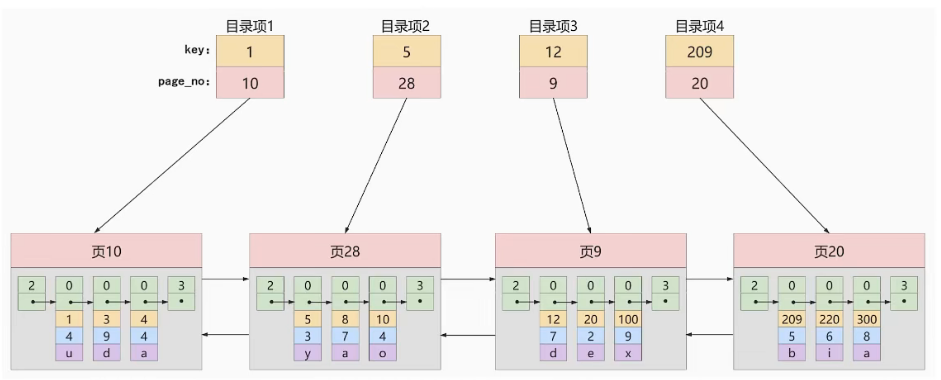 目录项1 目录项2 目录项3 目录项4
key: 1 5 12 209
page_no: 10 28 9 20
页10 页28 页9 页20
2 0 0 0 3 2 0 0 0 3 2 0 0 0 3 2 0 0 0 3
1 3 4 5 8 10 12 20 100 209 220 300
4 9 4 3 7 4 7 2 9 5 6 8
u d a y a o d e x b i a